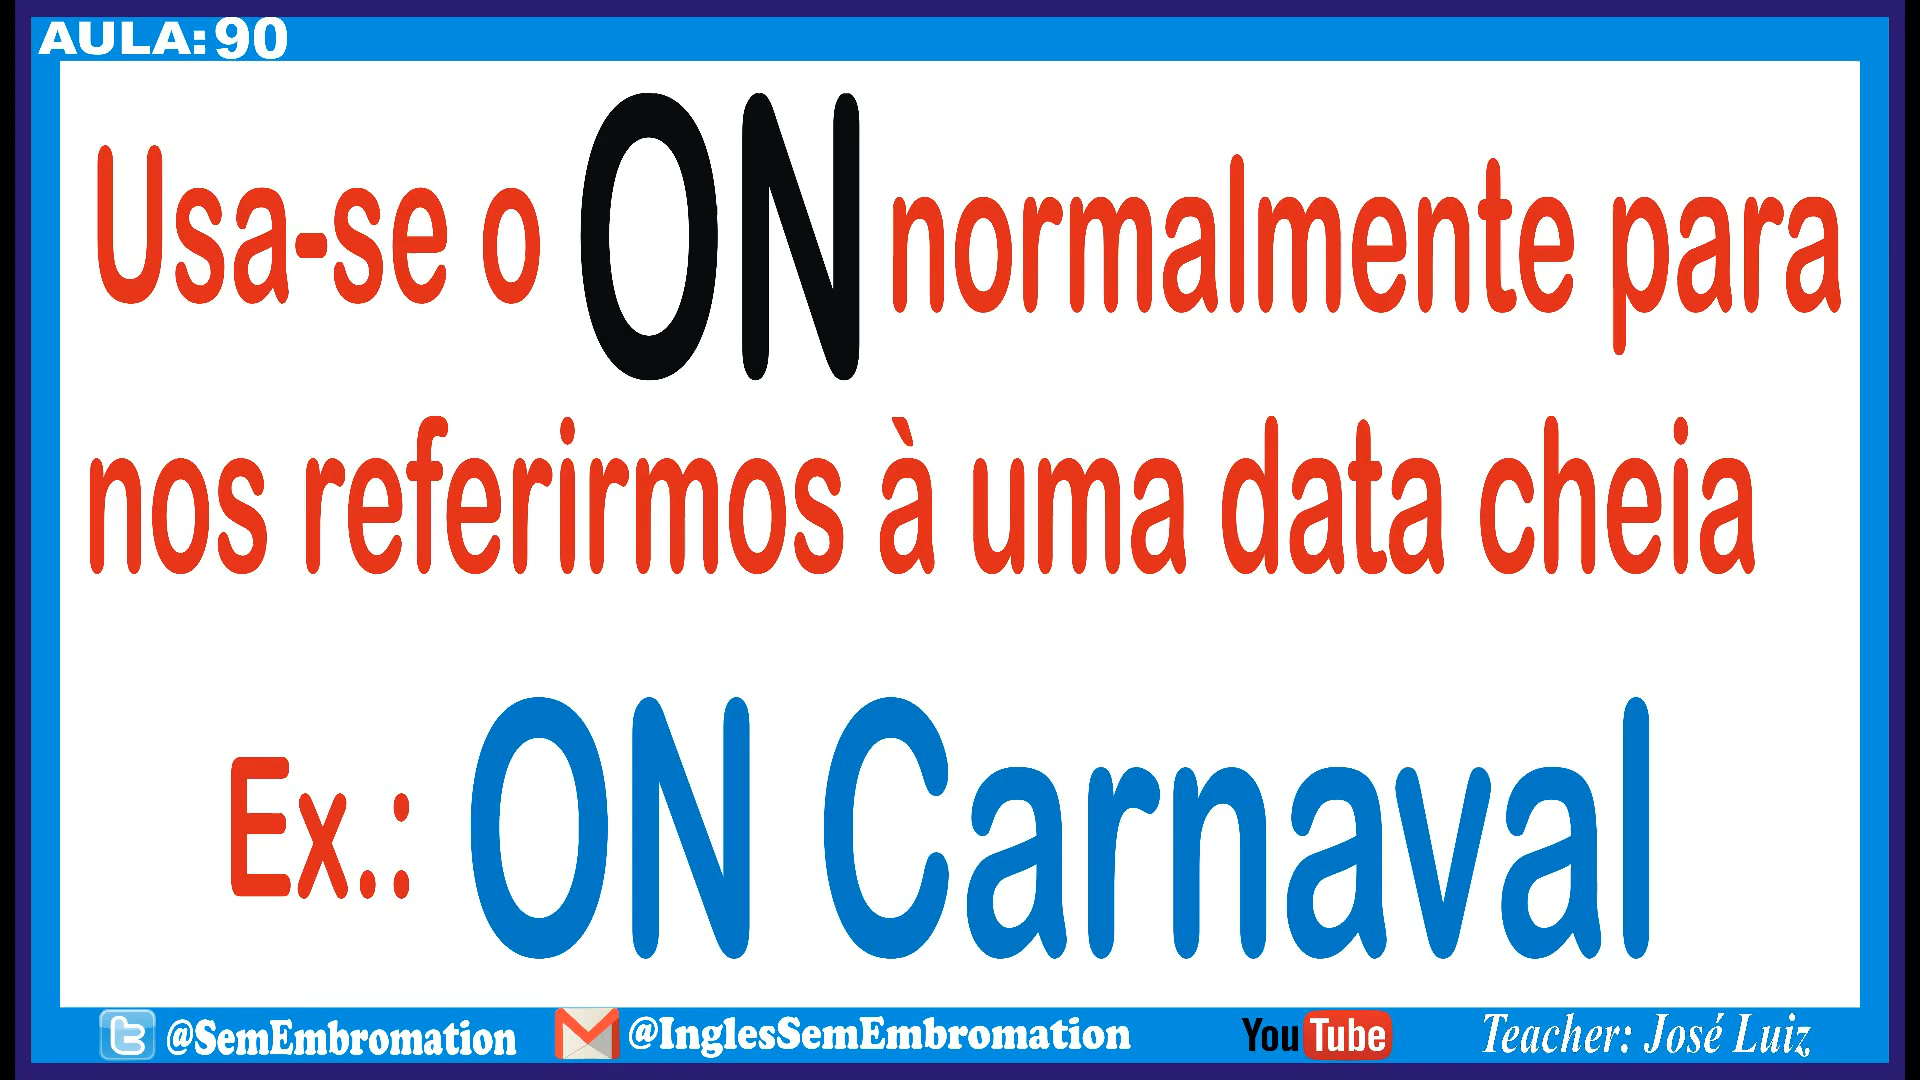 AULA: 90
Usa-se o ON normalmente para
nos referirmos à uma data cheia
Ex.: ON Carnaval
@SemEmbromation @InglesSemEmbromation YouTube Teacher: José Luiz